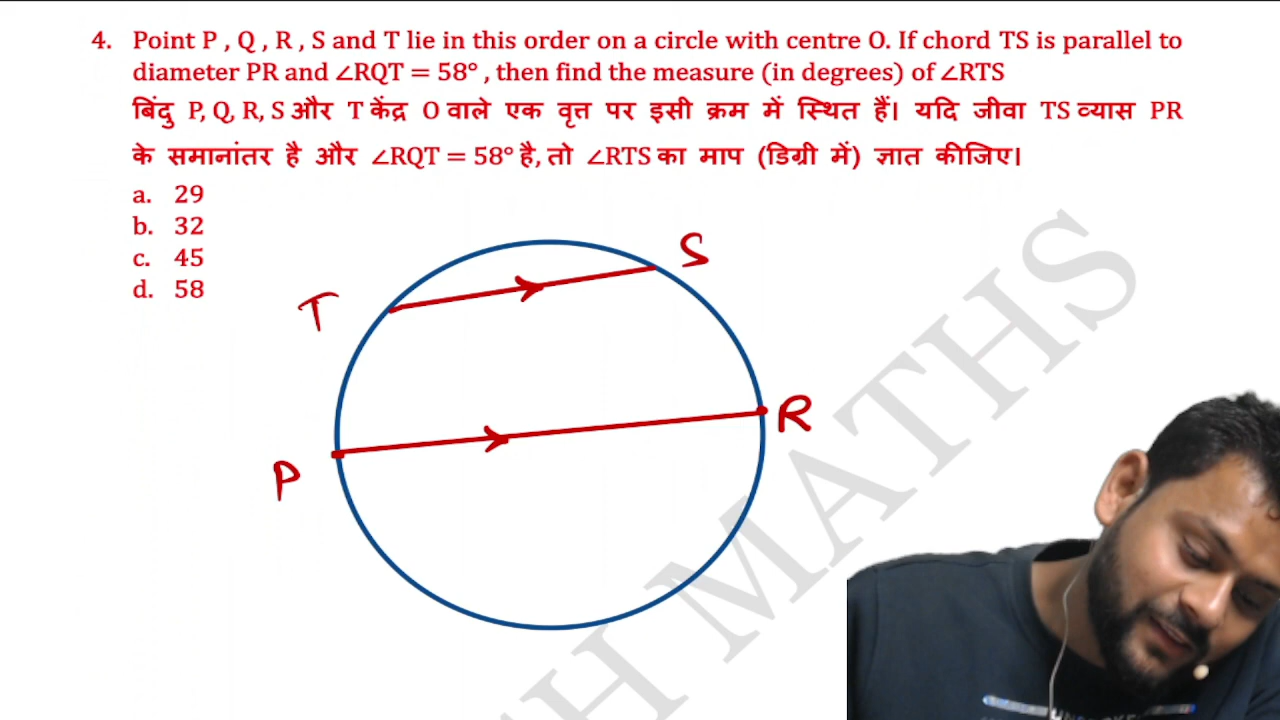 4. Point P , Q , R , S and T lie in this order on a circle with centre O. If chord TS is parallel to
diameter PR and ∠RQT = 58° , then find the measure (in degrees) of ∠RTS
बिंदु P, Q, R, S और T केंद्र O वाले एक वृत्त पर इसी क्रम में स्थित हैं। यदि जीवा TS व्यास PR
के समानांतर है और ∠RQT = 58° है, तो ∠RTS का माप (डिग्री में) ज्ञात कीजिए।
a. 29
b. 32
c. 45
d. 58
S
T
R
P
MATHS